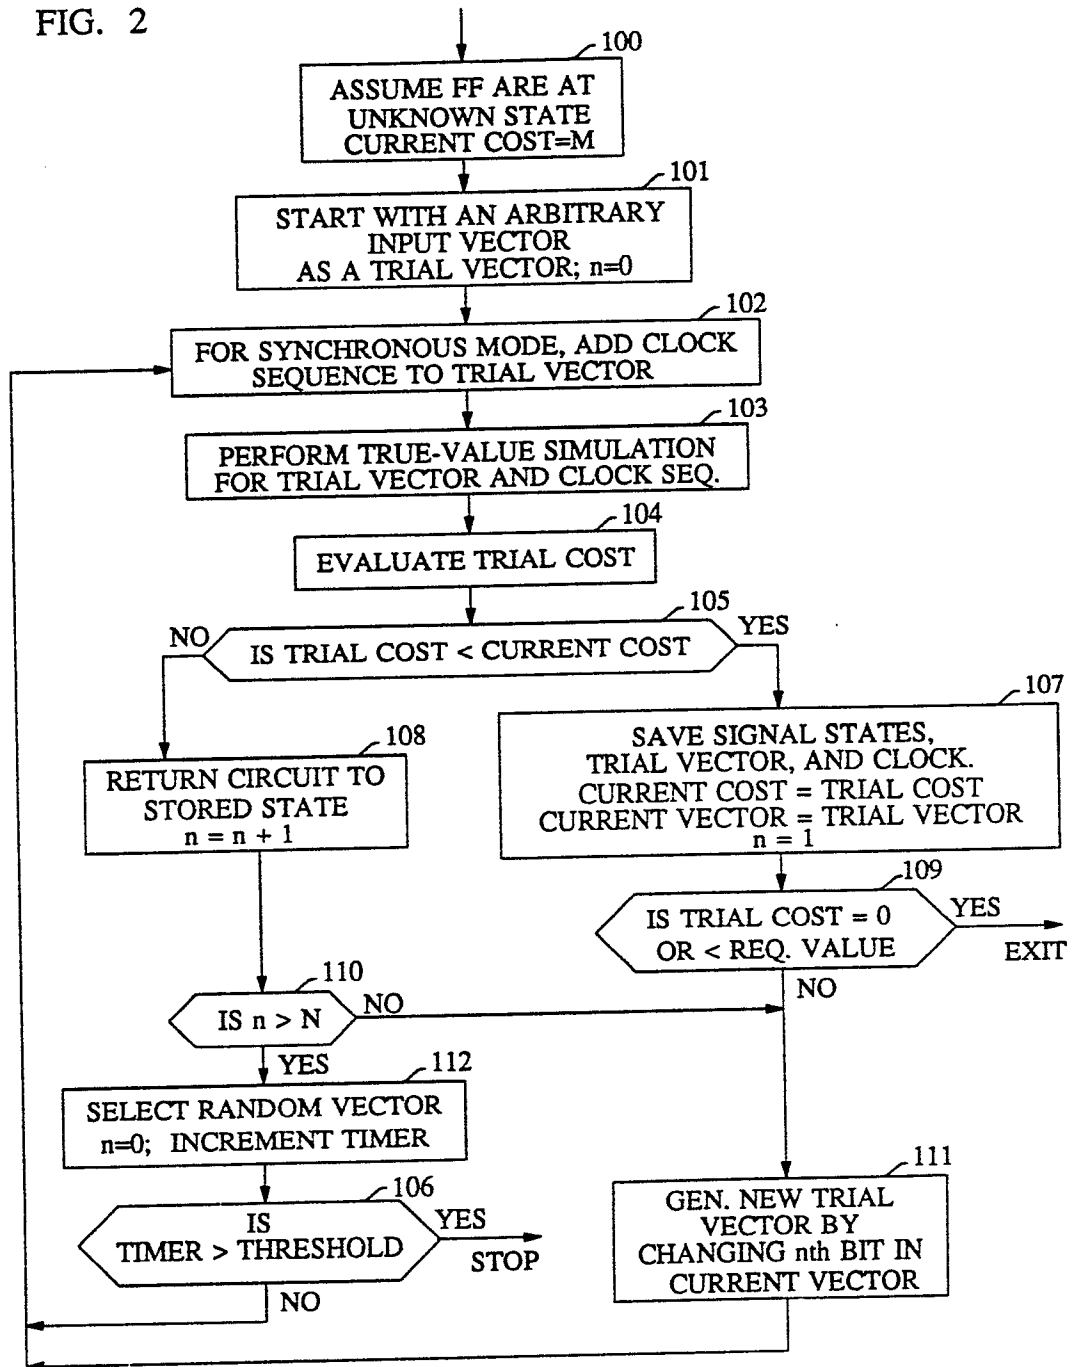 FIG. 2
100
ASSUME FF ARE AT
UNKNOWN STATE
CURRENT COST=M
101
START WITH AN ARBITRARY
INPUT VECTOR
AS A TRIAL VECTOR; n=0
102
FOR SYNCHRONOUS MODE, ADD CLOCK
SEQUENCE TO TRIAL VECTOR
103
PERFORM TRUE-VALUE SIMULATION
FOR TRIAL VECTOR AND CLOCK SEQ.
104
EVALUATE TRIAL COST
105
NO
IS TRIAL COST < CURRENT COST
YES
107
SAVE SIGNAL STATES,
TRIAL VECTOR, AND CLOCK.
CURRENT COST = TRIAL COST
CURRENT VECTOR = TRIAL VECTOR
n = 1
108
RETURN CIRCUIT TO
STORED STATE
n = n + 1
109
IS TRIAL COST = 0
OR < REQ. VALUE
YES
EXIT
NO
110
IS n > N
NO
YES
112
SELECT RANDOM VECTOR
n=0; INCREMENT TIMER
106
IS
TIMER > THRESHOLD
YES
STOP
NO
111
GEN. NEW TRIAL
VECTOR BY
CHANGING nth BIT IN
CURRENT VECTOR